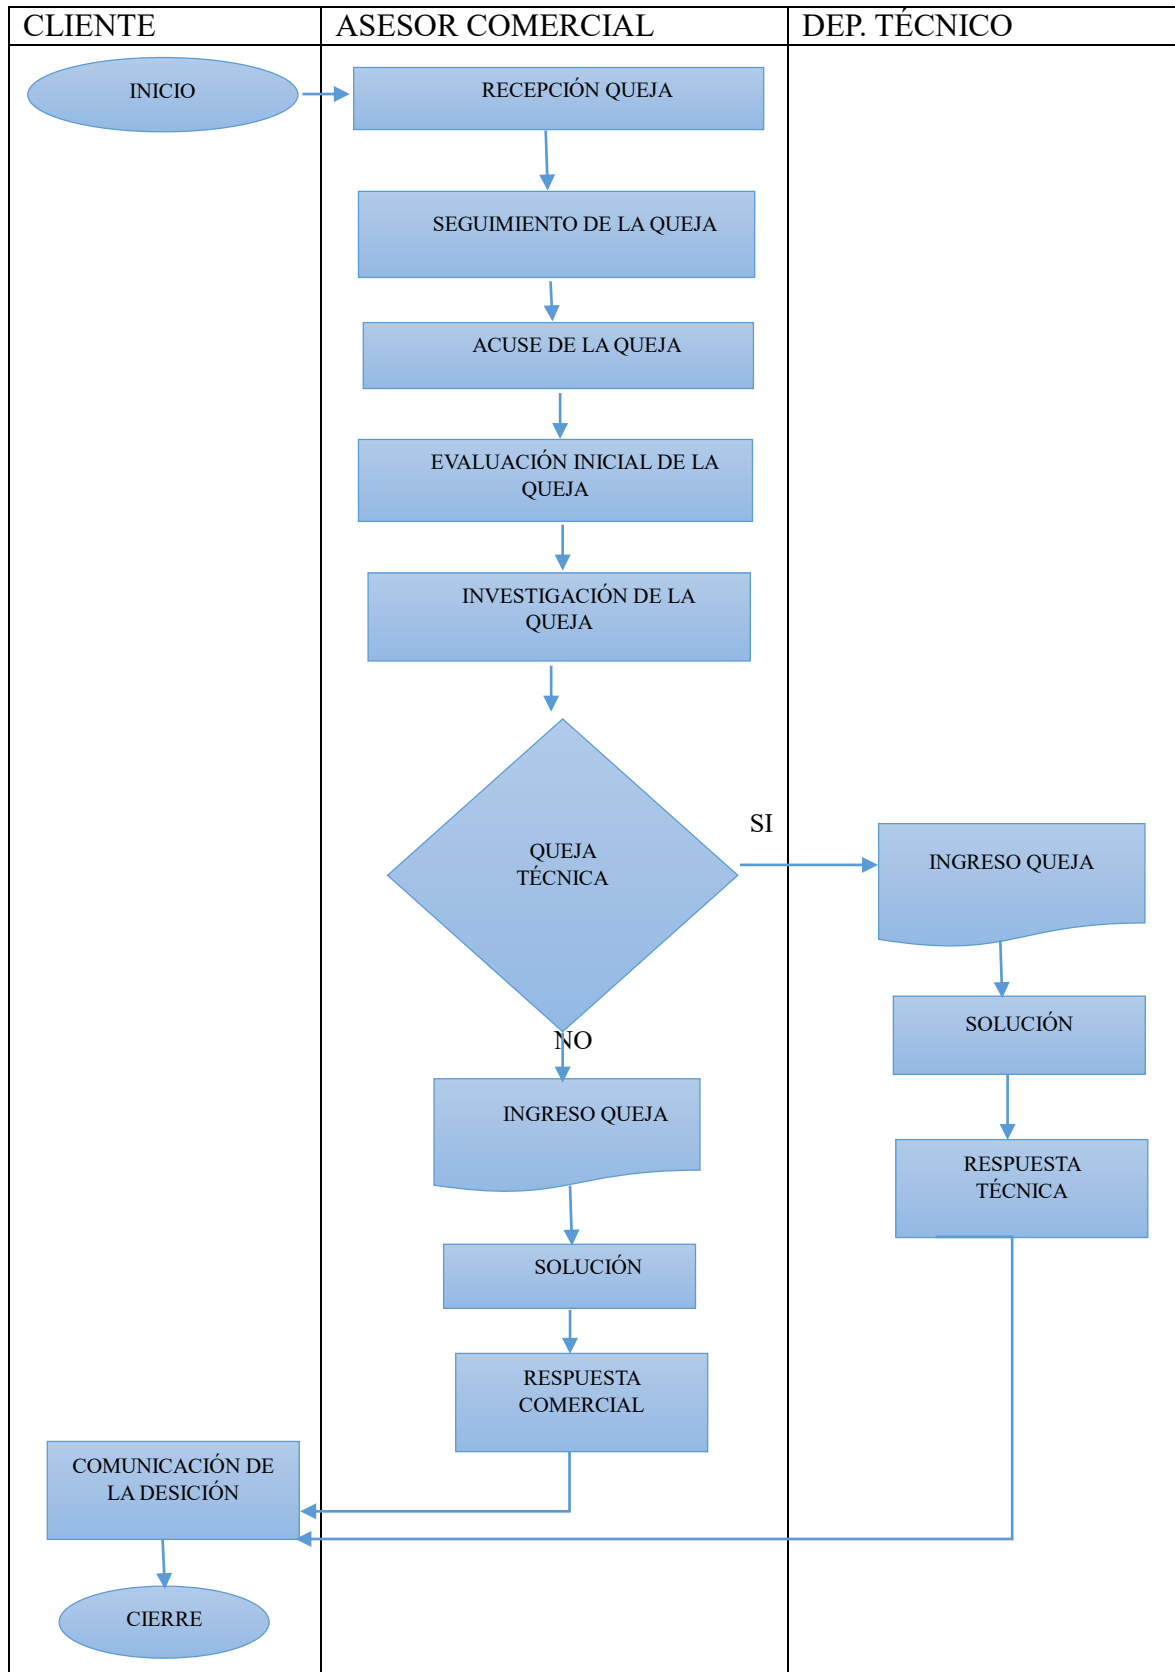 CLIENTE
ASESOR COMERCIAL
DEP. TÉCNICO
INICIO
RECEPCIÓN QUEJA
SEGUIMIENTO DE LA QUEJA
ACUSE DE LA QUEJA
EVALUACIÓN INICIAL DE LA
QUEJA
INVESTIGACIÓN DE LA
QUEJA
QUEJA
TÉCNICA
SI
INGRESO QUEJA
SOLUCIÓN
RESPUESTA
TÉCNICA
NO
INGRESO QUEJA
SOLUCIÓN
RESPUESTA
COMERCIAL
COMUNICACIÓN DE
LA DESICIÓN
CIERRE